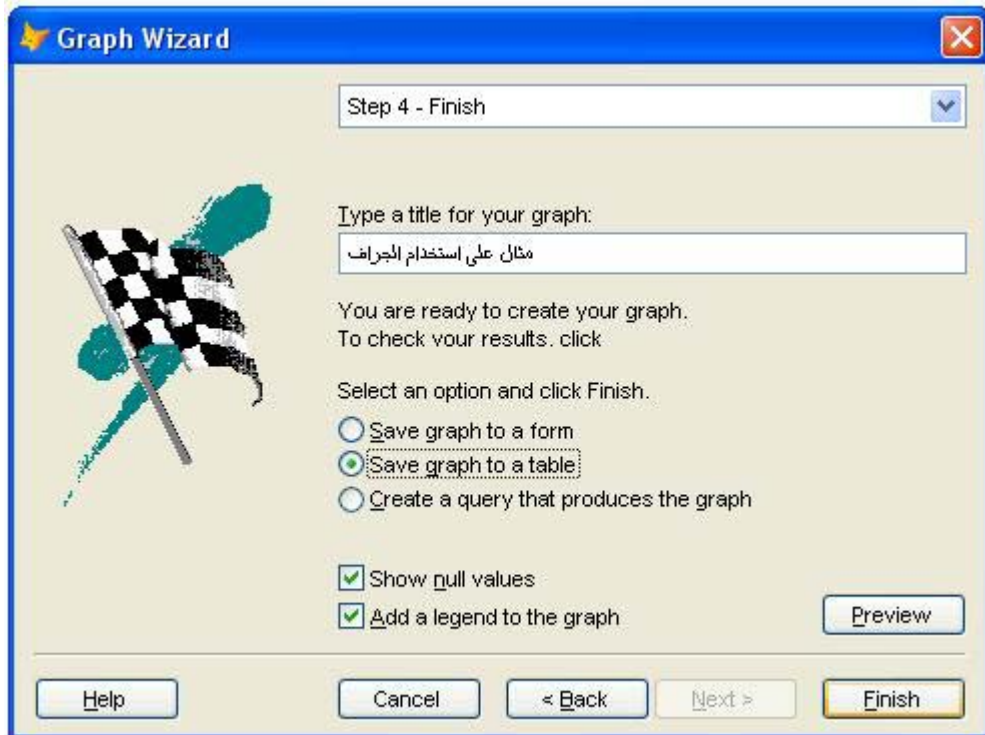 Graph Wizard
Step 4 - Finish
Type a title for your graph:
مثال على استخدام الجراف
You are ready to create your graph.
To check your results. click
Select an option and click Finish.
Save graph to a form
Save graph to a table
Create a query that produces the graph
Show null values
Add a legend to the graph
Preview
Help
Cancel
< Back
Next >
Finish